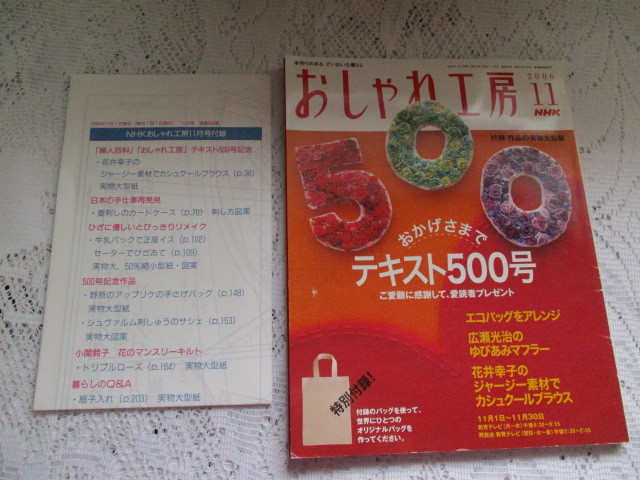 NHKおしゃれ工房11月号付録
「婦人百科」「おしゃれ工房」テキスト500号記念
・花井幸子の
ジャージー素材でカシュクールブラウス(p.36)
実物大型紙
日本の手仕事再発見
・菱刺しのカードケース(p.76) 刺し方図案
ひざに優しいとびっきりリメイク
・牛乳パックで正座イス(p.102)
セーターでひざあて(p.109)
実物大、50%縮小型紙・図案
500号記念作品
・野原のアップリケの手さげバッグ(p.148)
実物大型紙
・シュヴァルム刺しゅうのサシェ(p.153)
実物大図案
小関鈴子 花のマンスリーキルト
・トリプルローズ(p.164) 実物大型紙
暮らしのQ&A
・扇子入れ(p.203) 実物大型紙
手作りのある、ていねいな暮らし
おしゃれ工房
2006
11
NHK
付録 作品の実物大型紙
500
おかげさまで
テキスト500号
ご愛顧に感謝して、愛読者プレゼント
エコバッグをアレンジ
広瀬光治の
ゆびあみマフラー
花井幸子の
ジャージー素材で
カシュクールブラウス
11月1日〜11月30日
特別付録!
付録のバッグを使って、
世界にひとつの
オリジナルバッグを
作ってください。